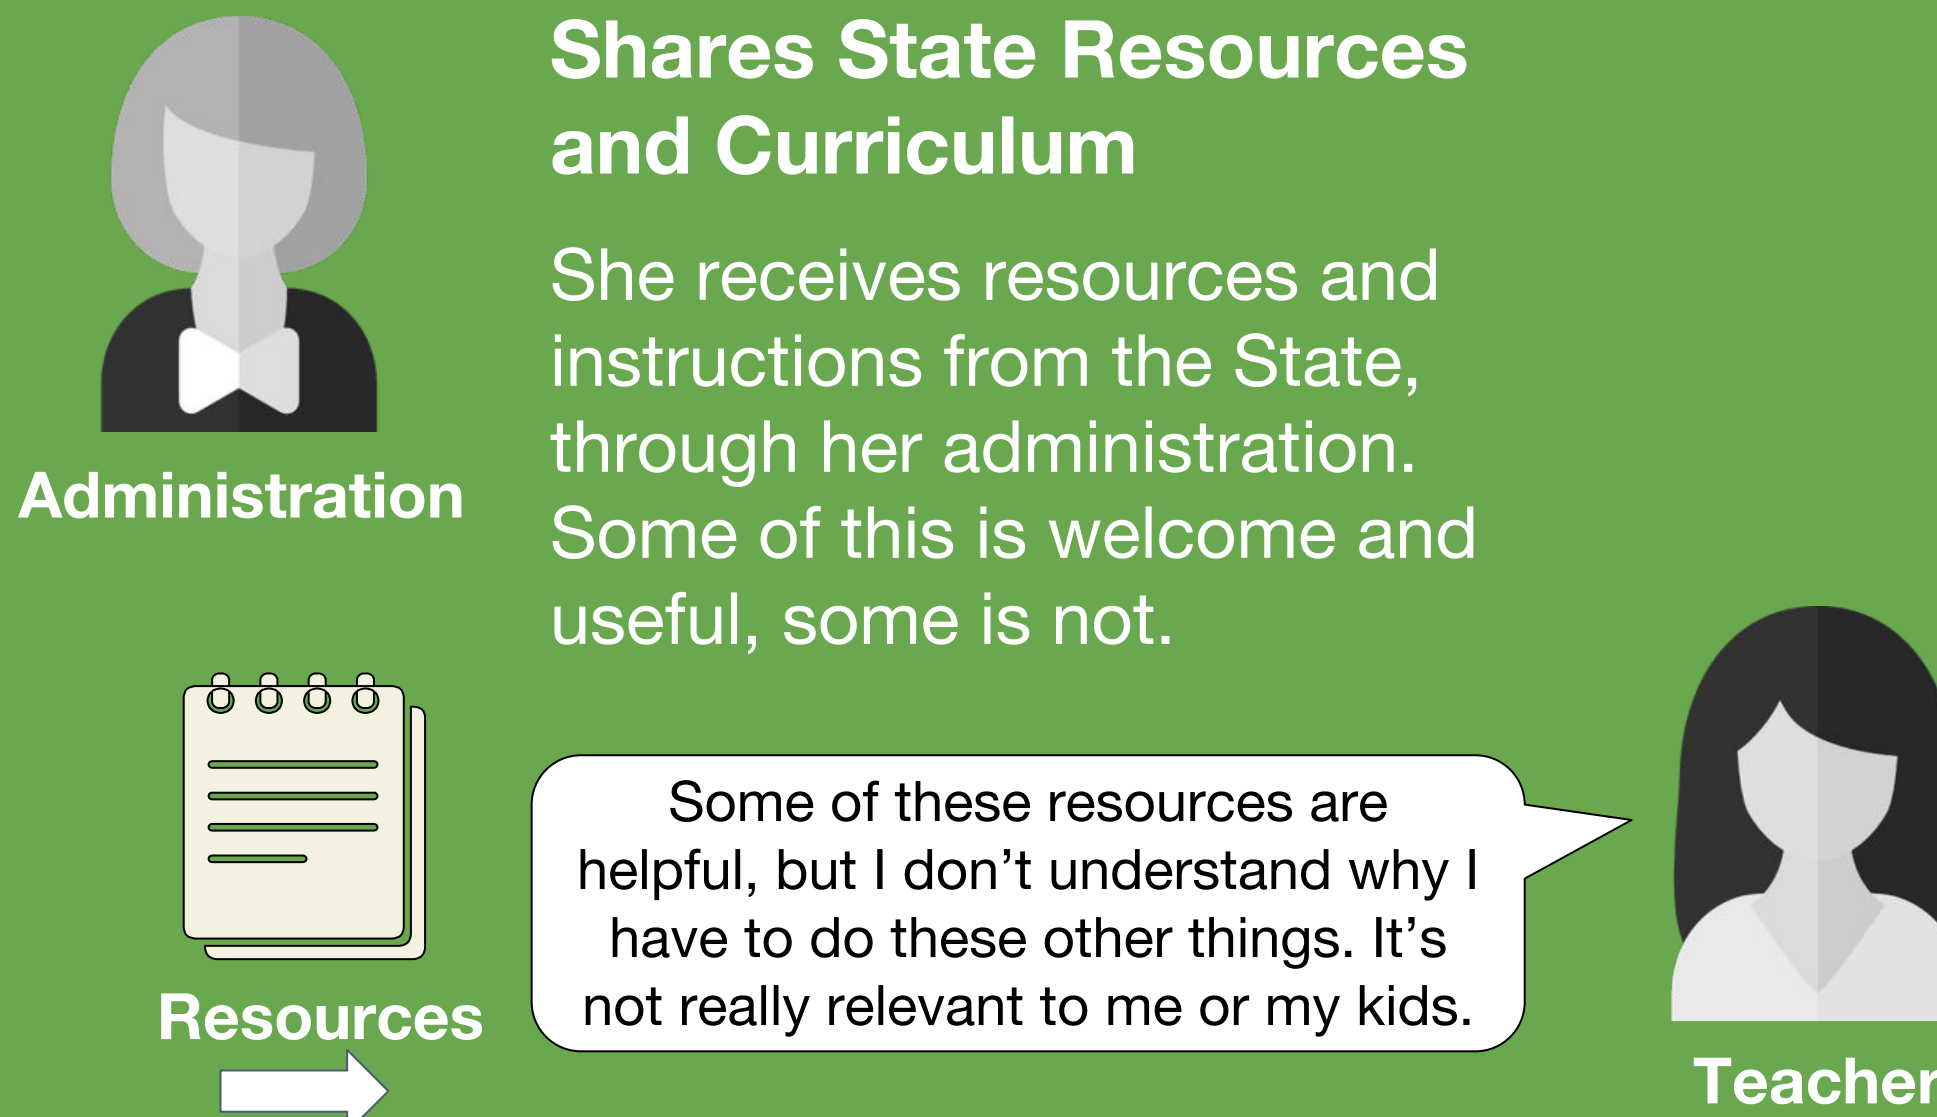 Shares State Resources
and Curriculum
She receives resources and
instructions from the State,
through her administration.
Some of this is welcome and
useful, some is not.
Administration
Some of these resources are
helpful, but I don’t understand why I
have to do these other things. It’s
not really relevant to me or my kids.
Resources
Teacher